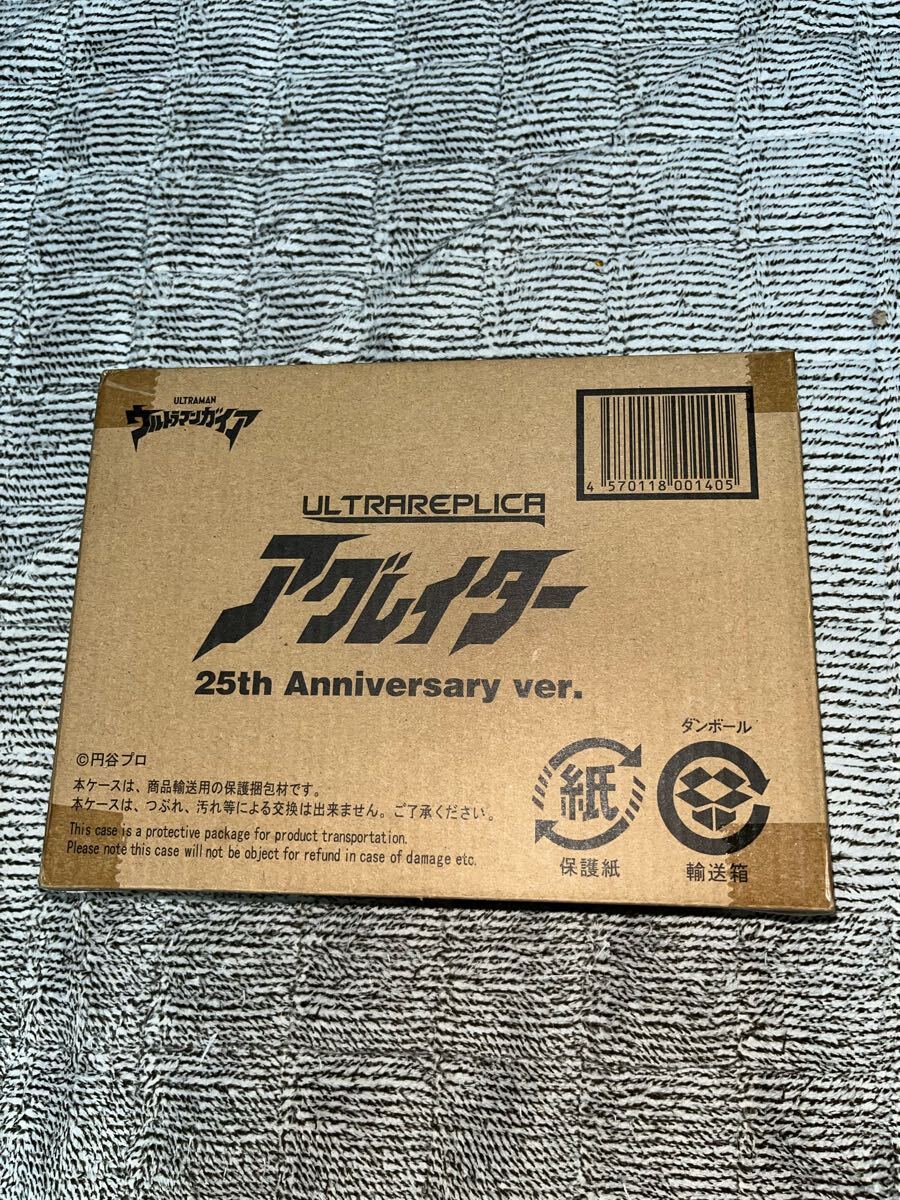 ULTRAMAN
ウルトラマンガイア
4 570118 001405
ULTRAREPLICA
アグレイター
25th Anniversary ver.
©円谷プロ
本ケースは、商品輸送用の保護梱包材です。
本ケースは、つぶれ、汚れ等による交換は出来ません。ご了承ください。
This case is a protective package for product transportation.
Please note this case will not be object for refund in case of damage etc.
紙
保護紙
ダンボール
輸送箱